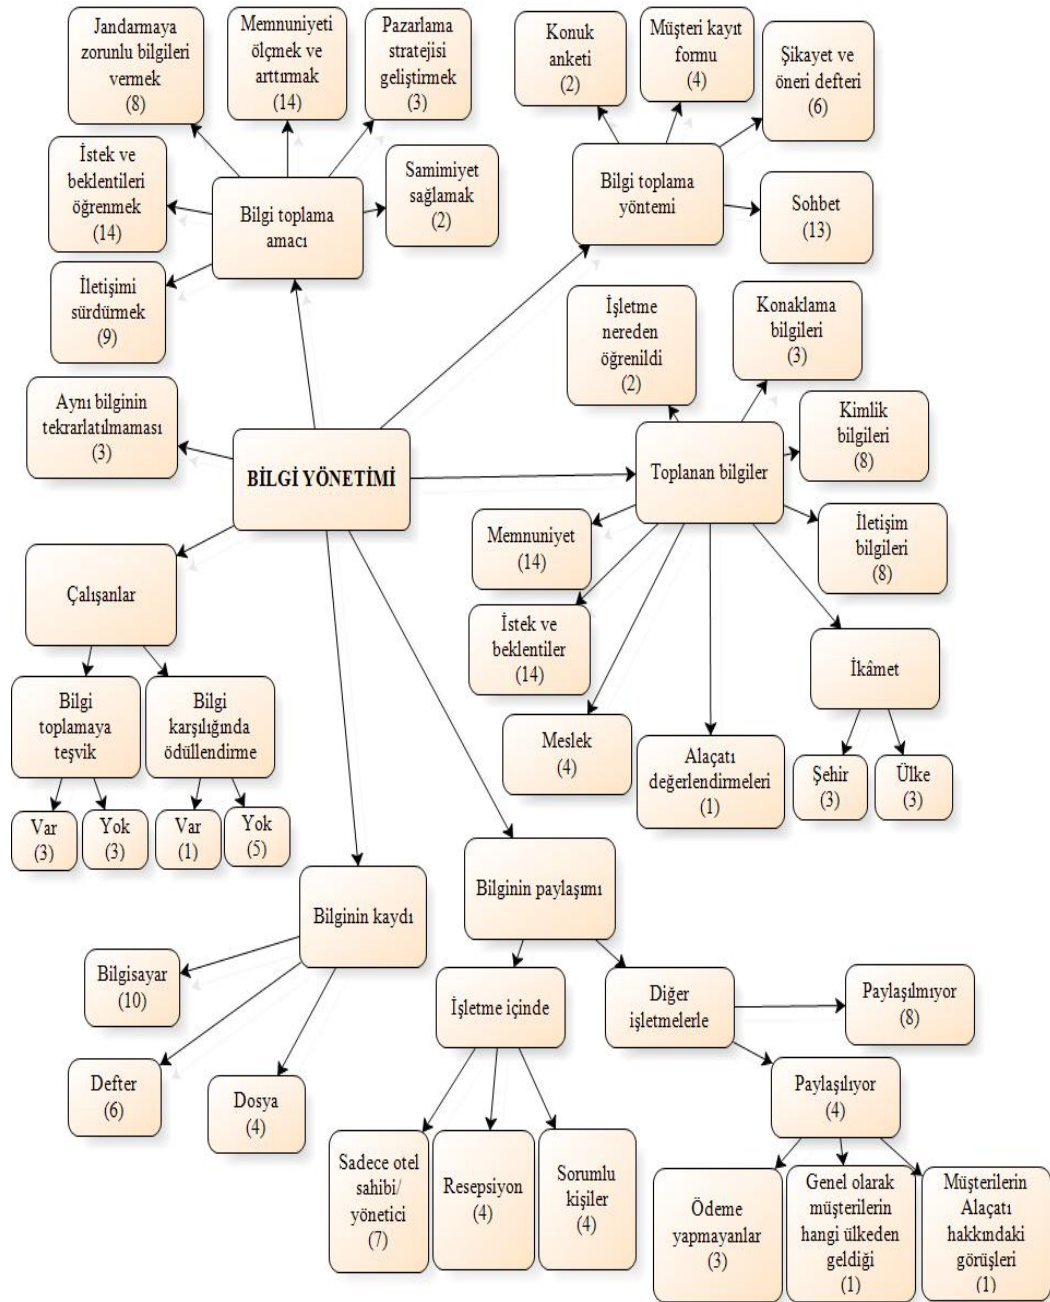 Jandarmaya
zorunlu bilgileri
vermek
(8)
Memnuniyeti
ölçmek ve
arttırmak
(14)
Pazarlama
stratejisi
geliştirmek
(3)
İstek ve
beklentileri
öğrenmek
(14)
Bilgi toplama
amacı
Samimiyet
sağlamak
(2)
İletişimi
sürdürmek
(9)
Konuk
anketi
(2)
Müşteri kayıt
formu
(4)
Şikayet ve
öneri defteri
(6)
Bilgi toplama
yöntemi
Sohbet
(13)
Aynı bilginin
tekrarlatılmaması
(3)
BİLGİ YÖNETİMİ
İşletme
nereden
öğrenildi
(2)
Konaklama
bilgileri
(3)
Kimlik
bilgileri
(8)
Toplanan bilgiler
Memnuniyet
(14)
İletişim
bilgileri
(8)
İstek ve
beklentiler
(14)
İkâmet
Meslek
(4)
Alaçatı
değerlendirmeleri
(1)
Şehir
(3)
Ülke
(3)
Çalışanlar
Bilgi
toplamaya
teşvik
Bilgi
karşılığında
ödüllendirme
Var
(3)
Yok
(3)
Var
(1)
Yok
(5)
Bilginin kaydı
Bilgisayar
(10)
Defter
(6)
Dosya
(4)
Bilginin paylaşımı
İşletme içinde
Diğer
işletmelerle
Paylaşılmıyor
(8)
Paylaşılıyor
(4)
Sadece otel
sahibi/
yönetici
(7)
Resepsiyon
(4)
Sorumlu
kişiler
(4)
Ödeme
yapmayanlar
(3)
Genel olarak
müşterilerin
hangi ülkeden
geldiği
(1)
Müşterilerin
Alaçatı
hakkındaki
görüşleri
(1)